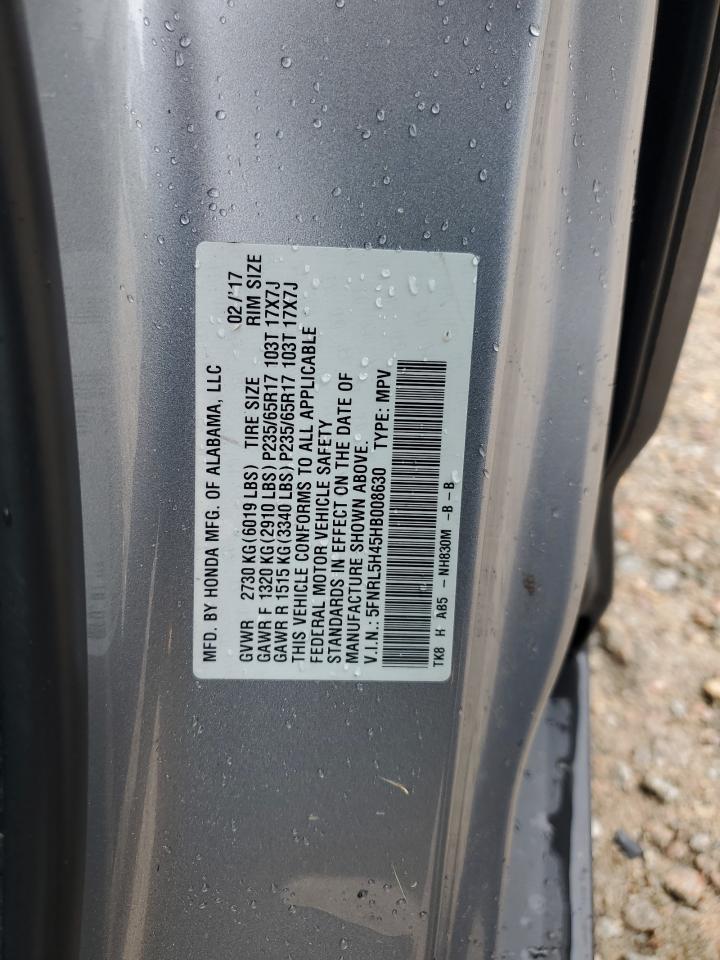 MFD. BY HONDA MFG. OF ALABAMA, LLC 02/'17
GVWR 2730 KG(6019 LBS) TIRE SIZE RIM SIZE
GAWR F 1320 KG(2910 LBS) P235/65R17 103T 17X7J
GAWR R 1515 KG(3340 LBS) P235/65R17 103T 17X7J
THIS VEHICLE CONFORMS TO ALL APPLICABLE
FEDERAL MOTOR VEHICLE SAFETY
STANDARDS IN EFFECT ON THE DATE OF
MANUFACTURE SHOWN ABOVE.
V.I.N.: 5FNRL5H45HB008630 TYPE: MPV
TK8 H A85 - NH830M -B -B